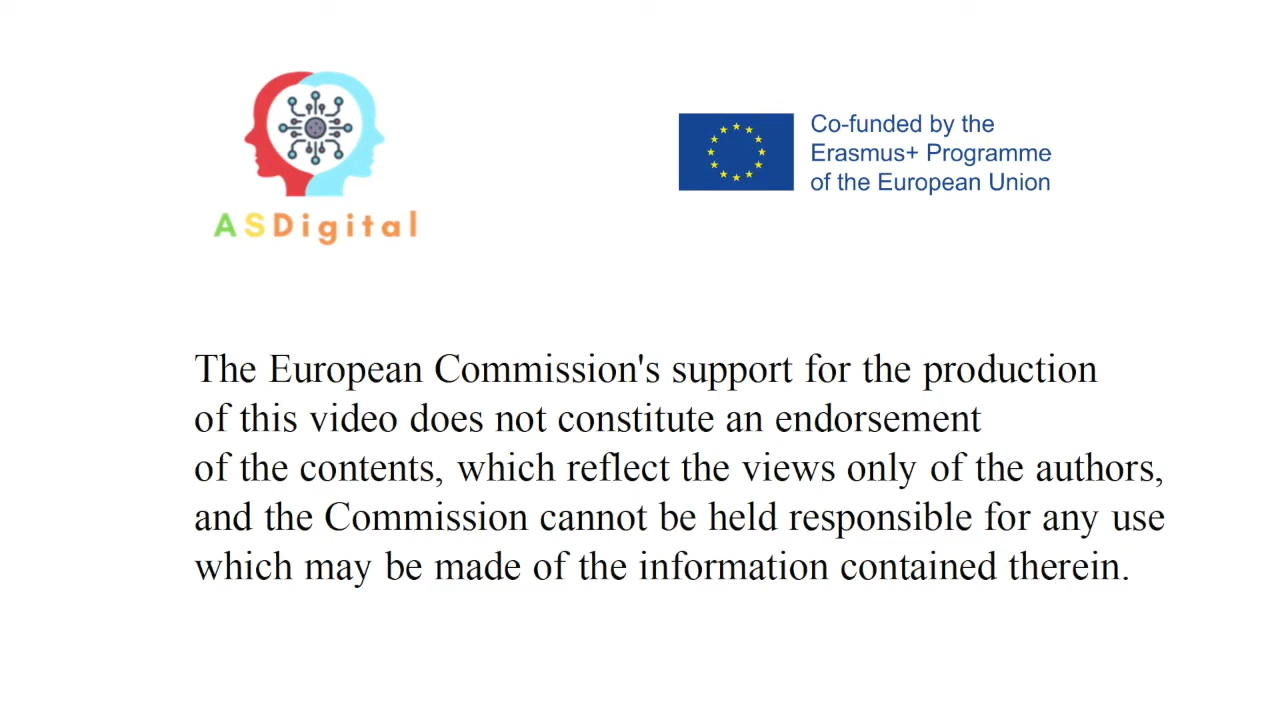 ASDigital
Co-funded by the
Erasmus+ Programme
of the European Union
The European Commission's support for the production
of this video does not constitute an endorsement
of the contents, which reflect the views only of the authors,
and the Commission cannot be held responsible for any use
which may be made of the information contained therein.